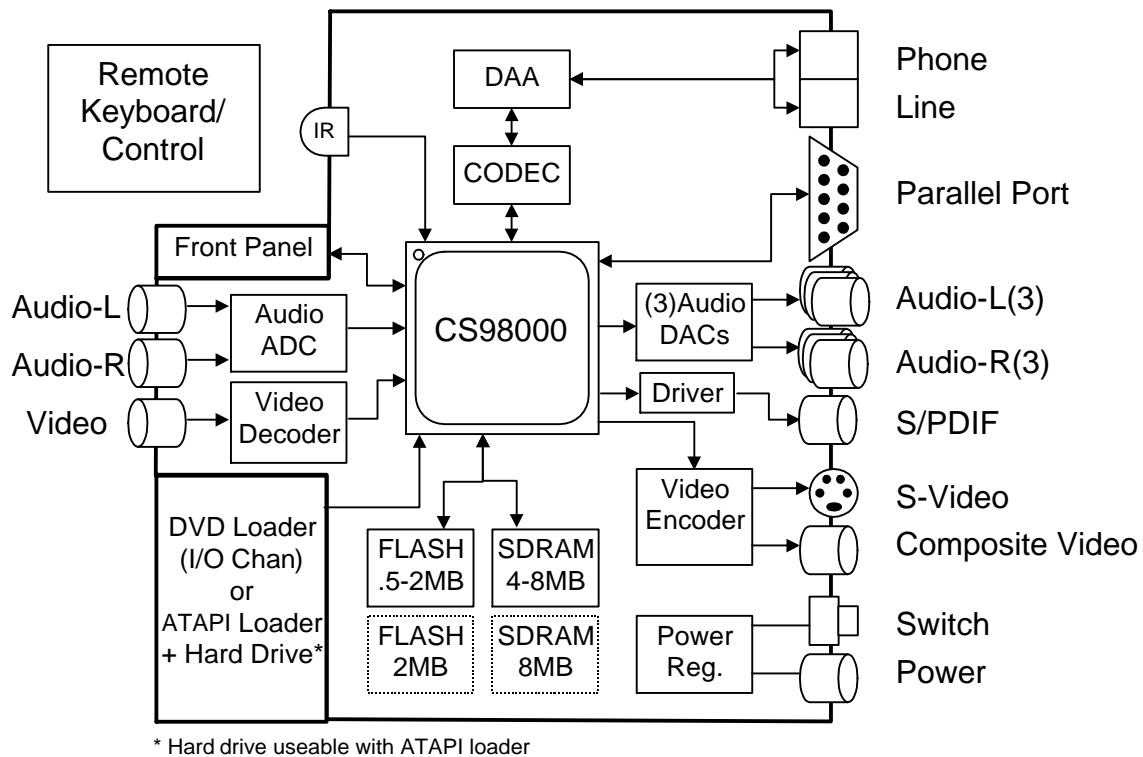 Remote
Keyboard/
Control
IR
DAA
CODEC
Phone
Line
Parallel Port
Front Panel
Audio-L
Audio-R
Video
Audio
ADC
Video
Decoder
CS98000
(3)Audio
DACs
Driver
Audio-L(3)
Audio-R(3)
S/PDIF
Video
Encoder
S-Video
Composite Video
DVD Loader
(I/O Chan)
or
ATAPI Loader
+ Hard Drive*
FLASH
.5-2MB
SDRAM
4-8MB
FLASH
2MB
SDRAM
8MB
Power
Reg.
Switch
Power
* Hard drive useable with ATAPI loader